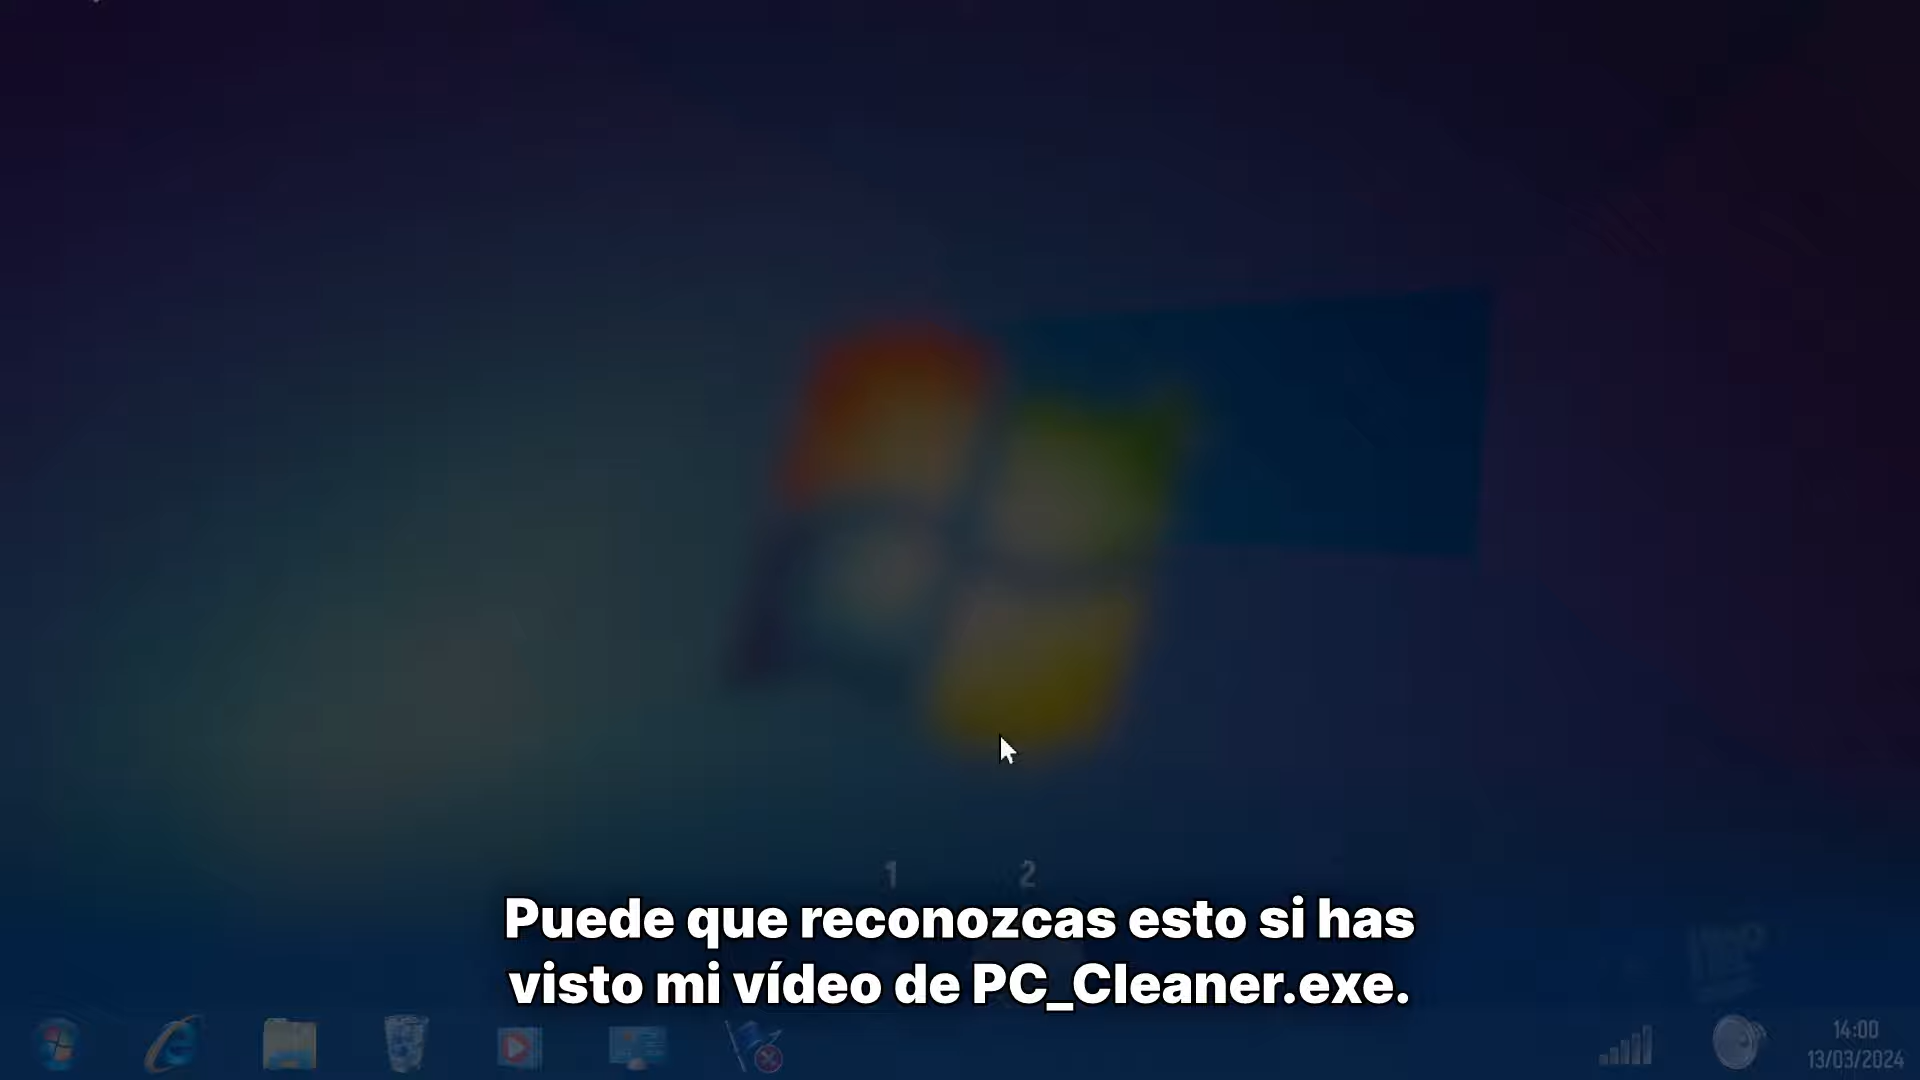 1 2
Puede que reconozcas esto si has
visto mi vídeo de PC_Cleaner.exe.
14:00
13/03/2024